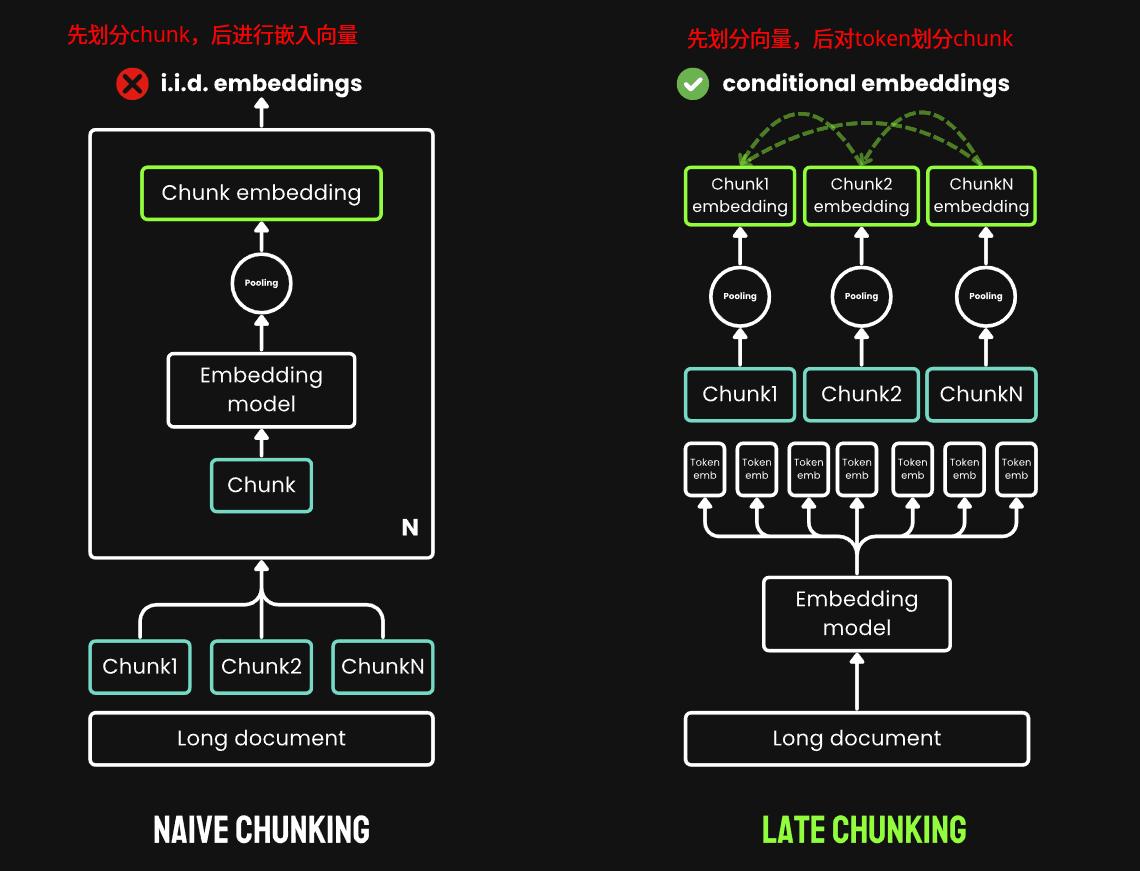 先划分chunk，后进行嵌入向量
i.i.d. embeddings
Chunk embedding
Pooling
Embedding
model
Chunk
N
Chunk1
Chunk2
ChunkN
Long document
NAIVE CHUNKING
先划分向量，后对token划分chunk
conditional embeddings
Chunk1
embedding
Chunk2
embedding
ChunkN
embedding
Pooling
Pooling
Pooling
Chunk1
Chunk2
ChunkN
Token
emb
Token
emb
Token
emb
Token
emb
Token
emb
Token
emb
Token
emb
Embedding
model
Long document
LATE CHUNKING